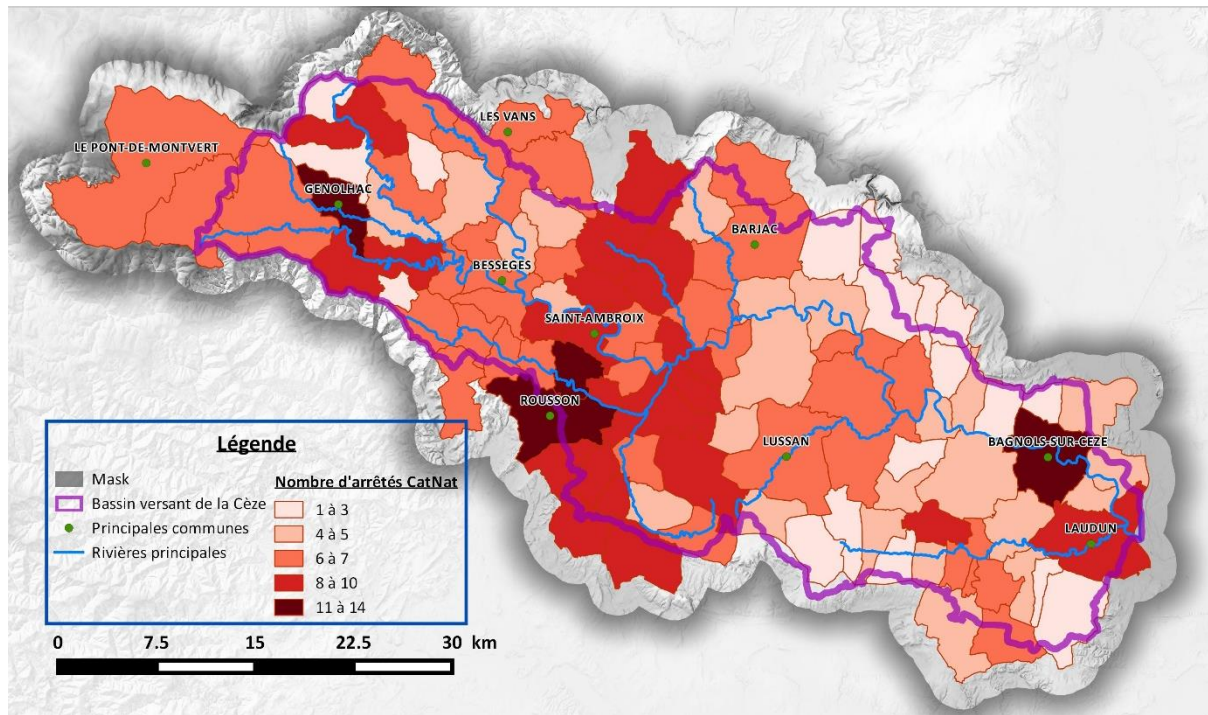 LES VANS
LE PONT-DE-MONTVERT
GENOLHAC
BARJAC
BESSEGES
SAINT-AMBROIX
ROUSSON
LUSSAN
BAGNOLS-SUR-CEZE
LAUDUN
Légende
Mask
Bassin versant de la Cèze
Principales communes
Rivières principales
Nombre d'arrêtés CatNat
1 à 3
4 à 5
6 à 7
8 à 10
11 à 14
0 7.5 15 22.5 30 km